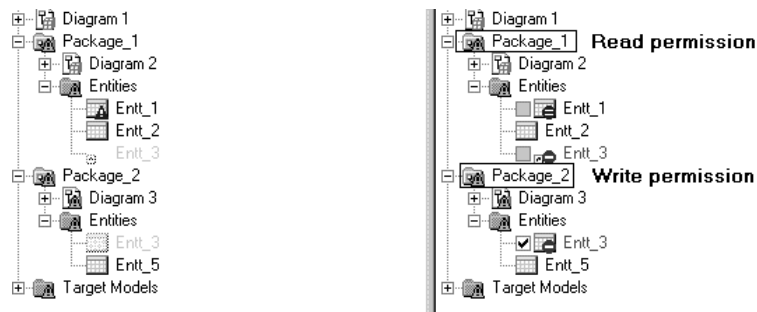 Diagram 1
Package_1
Diagram 2
Entities
Entt_1
Entt_2
Entt_3
Package_2
Diagram 3
Entities
Entt_3
Entt_5
Target Models
Diagram 1
Package_1 Read permission
Diagram 2
Entities
Entt_1
Entt_2
Entt_3
Package_2 Write permission
Diagram 3
Entities
Entt_3
Entt_5
Target Models